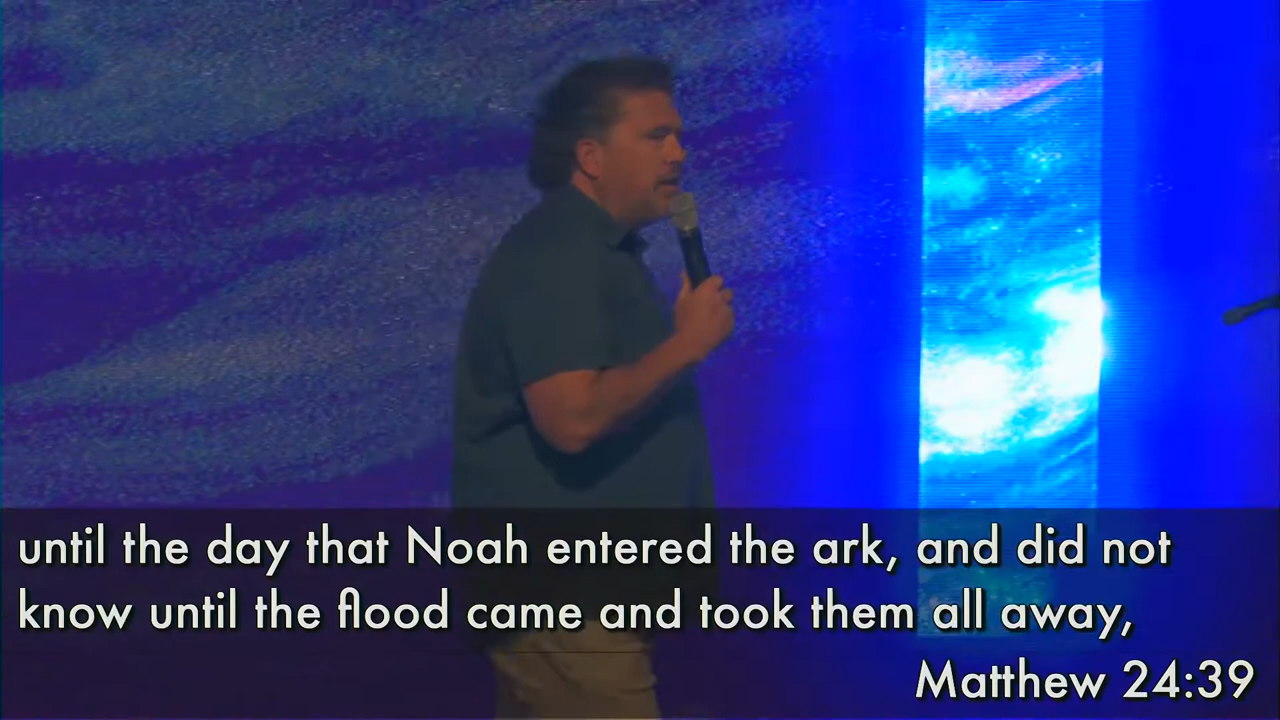 until the day that Noah entered the ark, and did not
know until the flood came and took them all away,
Matthew 24:39